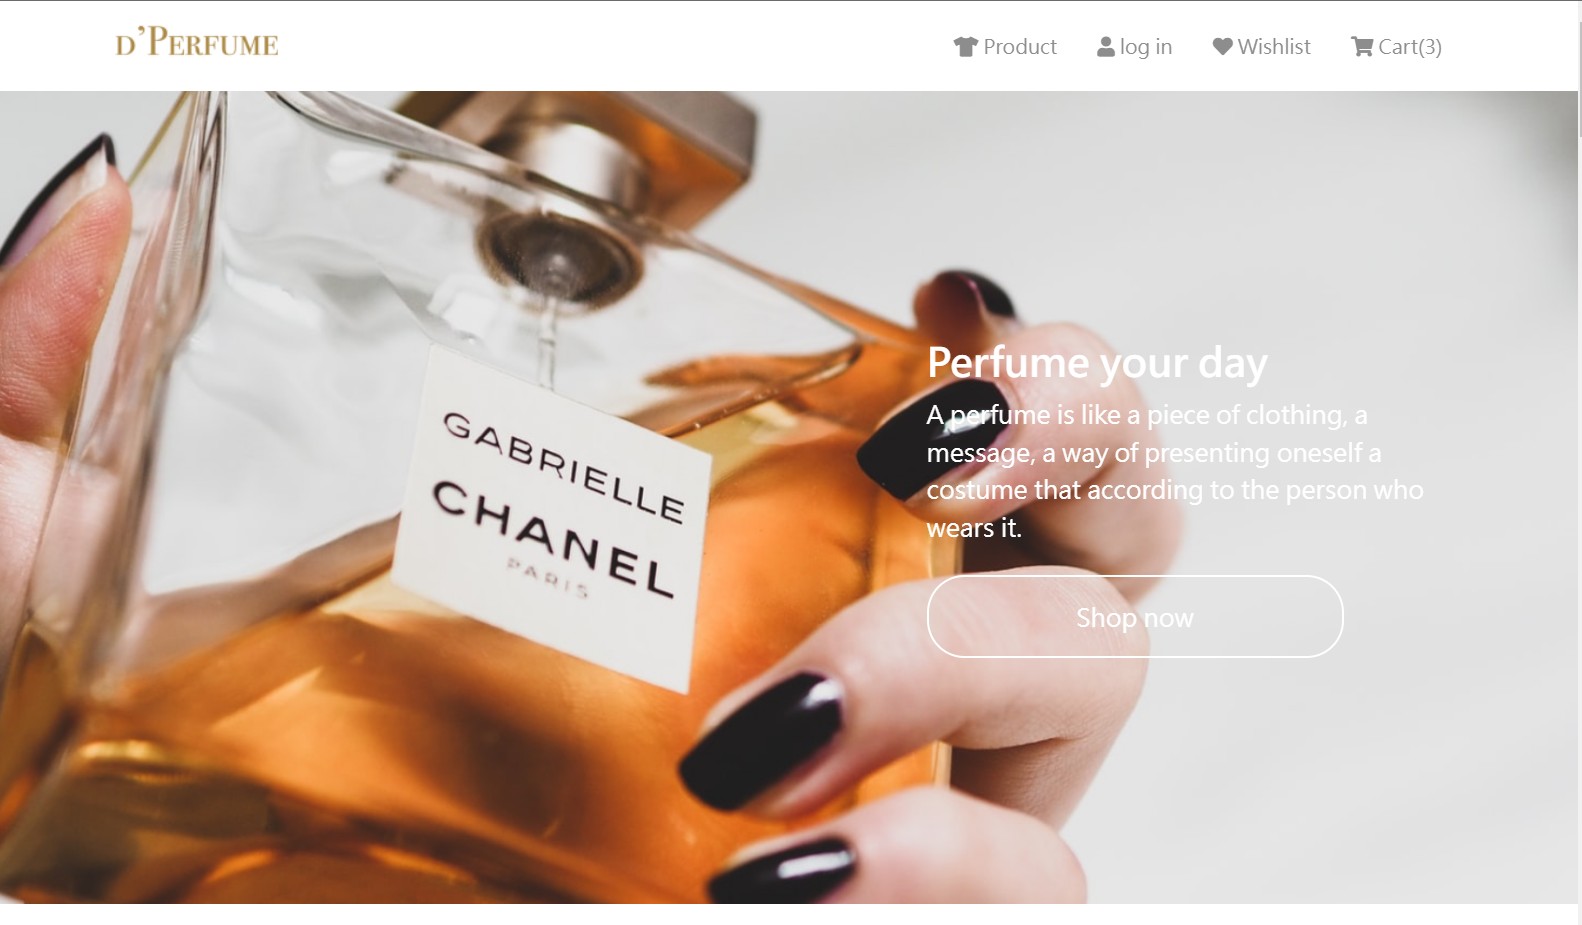 D'PERFUME
Product log in Wishlist Cart(3)
Perfume your day
A perfume is like a piece of clothing, a
message, a way of presenting oneself a
costume that according to the person who
wears it.
Shop now
GABRIELLE
CHANEL
PARIS